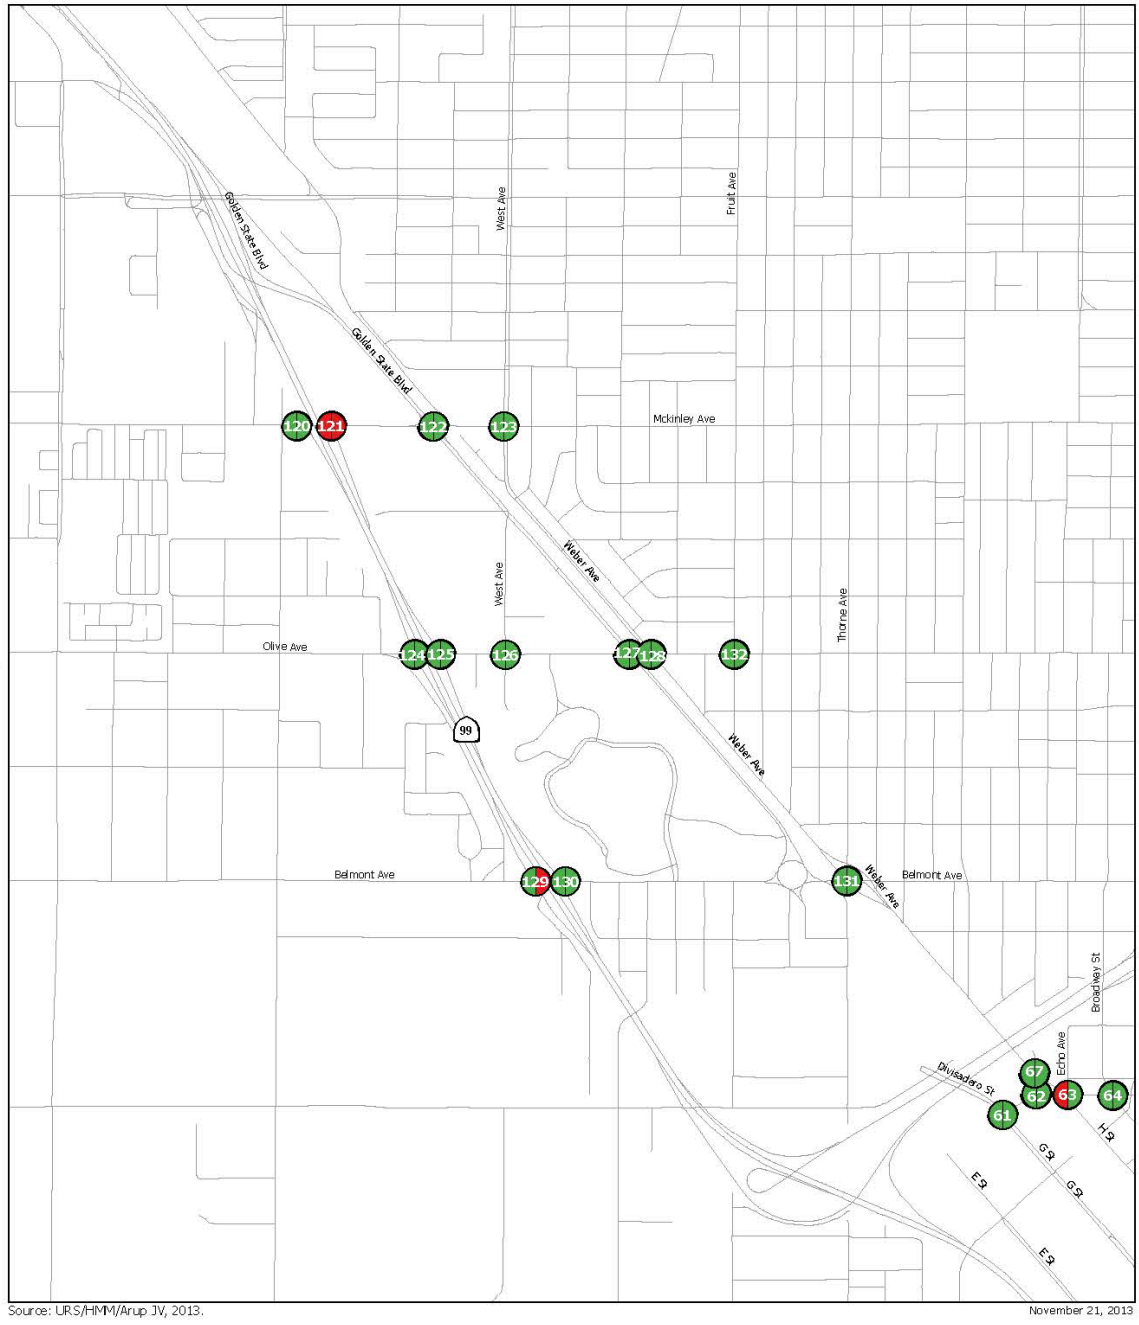 Golden State Blvd
West Ave
Fruit Ave
Golden State Blvd
120
121
122
123
Mckinley Ave
Weber Ave
West Ave
Thorne Ave
Olive Ave
124
125
126
127
128
132
99
Weber Ave
Belmont Ave
129
130
131
Weber Ave
Belmont Ave
Broadway St
Echo Ave
Divisadero St
67
62
63
64
61
H St
G St
G St
E St
E St
Source: URS/HMM/Arup JV, 2013.
November 21, 2013